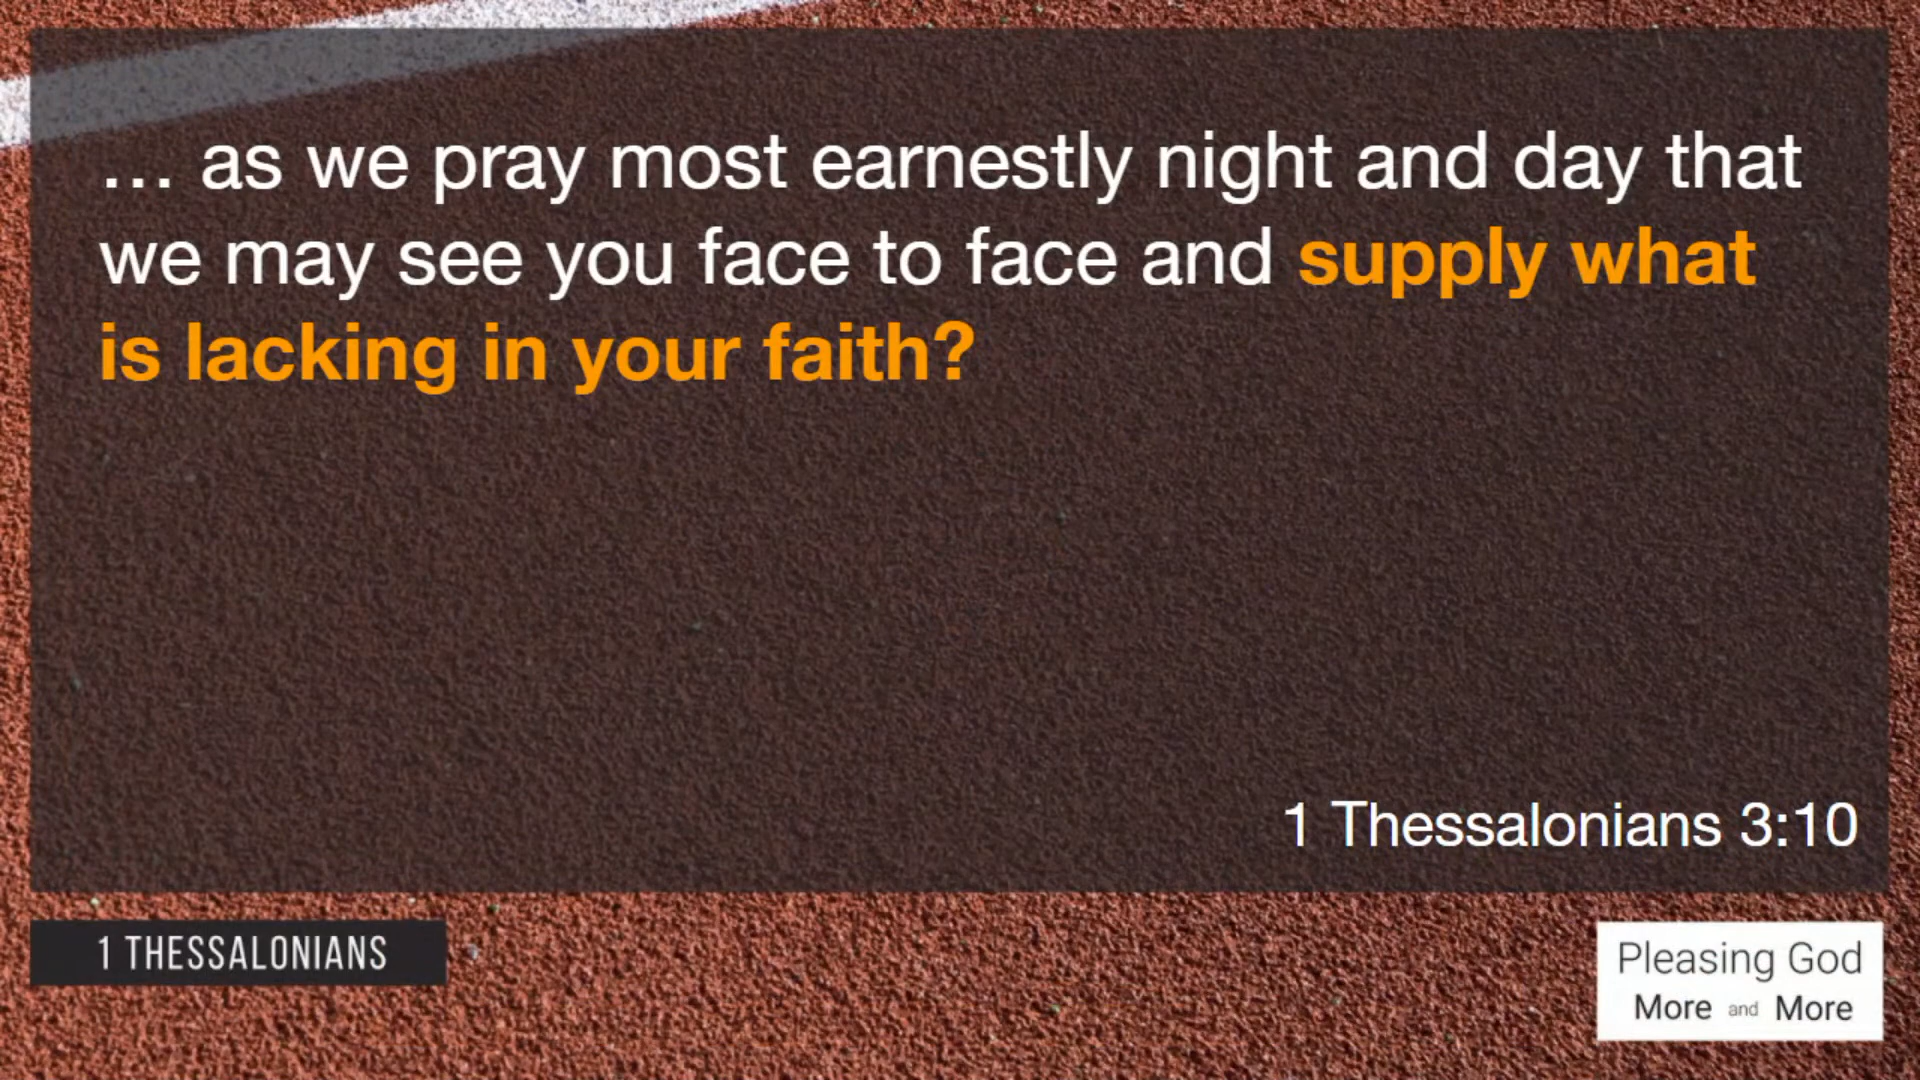 … as we pray most earnestly night and day that
we may see you face to face and supply what
is lacking in your faith?
1 Thessalonians 3:10
1 THESSALONIANS
Pleasing God
More and More